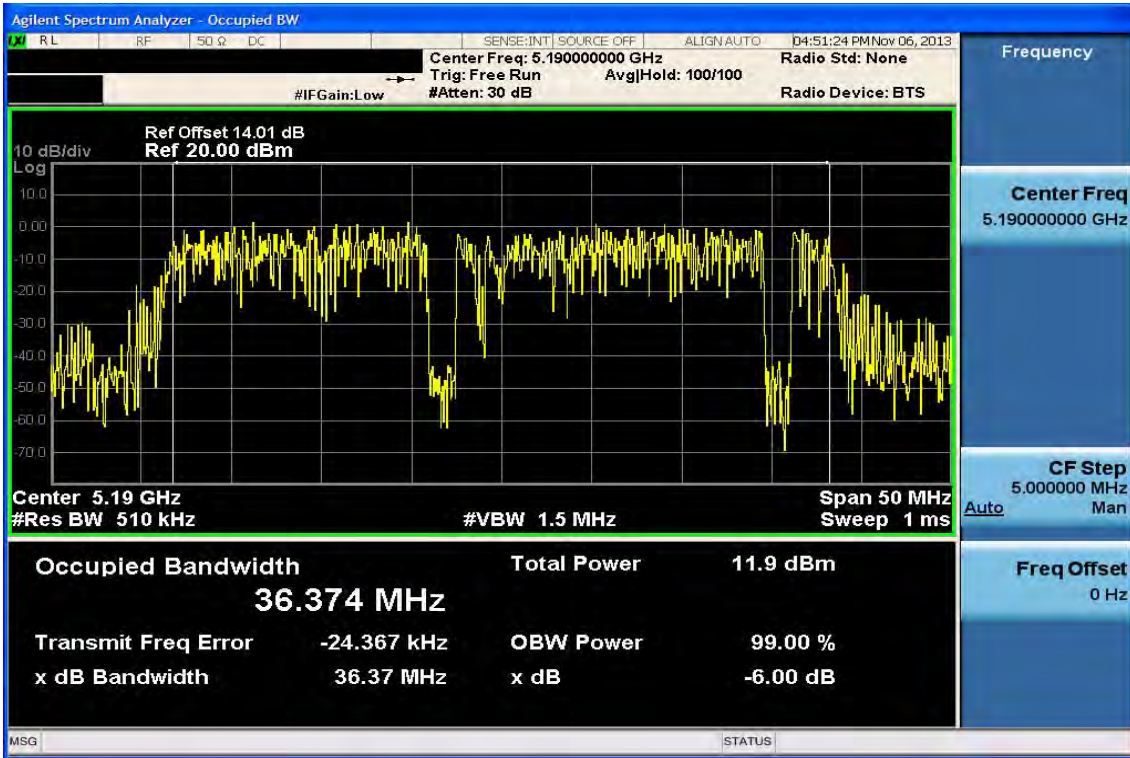 Agilent Spectrum Analyzer - Occupied BW
LXI RL RF 50 Ω DC SENSE:INT SOURCE OFF ALIGN AUTO 04:51:24 PM Nov 06, 2013
Center Freq: 5.190000000 GHz Radio Std: None
Trig: Free Run Avg|Hold: 100/100
#IFGain:Low #Atten: 30 dB Radio Device: BTS
Ref Offset 14.01 dB
10 dB/div Ref 20.00 dBm
Log
10.0
0.00
-10.0
-20.0
-30.0
-40.0
-50.0
-60.0
-70.0
Center 5.19 GHz Span 50 MHz
#Res BW 510 kHz #VBW 1.5 MHz Sweep 1 ms
Occupied Bandwidth Total Power 11.9 dBm
36.374 MHz
Transmit Freq Error -24.367 kHz OBW Power 99.00 %
x dB Bandwidth 36.37 MHz x dB -6.00 dB
MSG STATUS
Frequency
Center Freq
5.190000000 GHz
CF Step
5.000000 MHz
Auto Man
Freq Offset
0 Hz